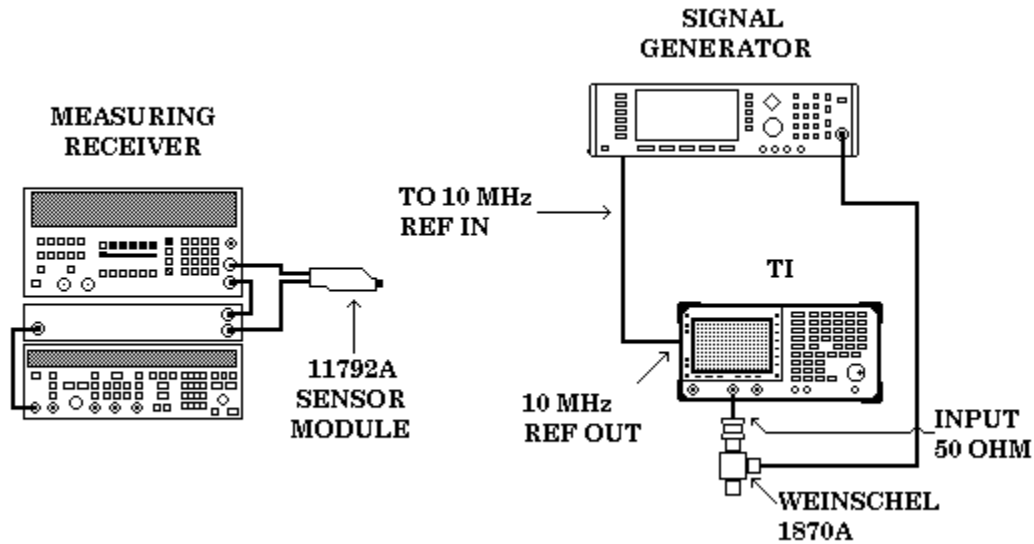 SIGNAL
GENERATOR
MEASURING
RECEIVER
TO 10 MHz
REF IN
TI
11792A
SENSOR
MODULE
10 MHz
REF OUT
INPUT
50 OHM
WEINSCHEL
1870A